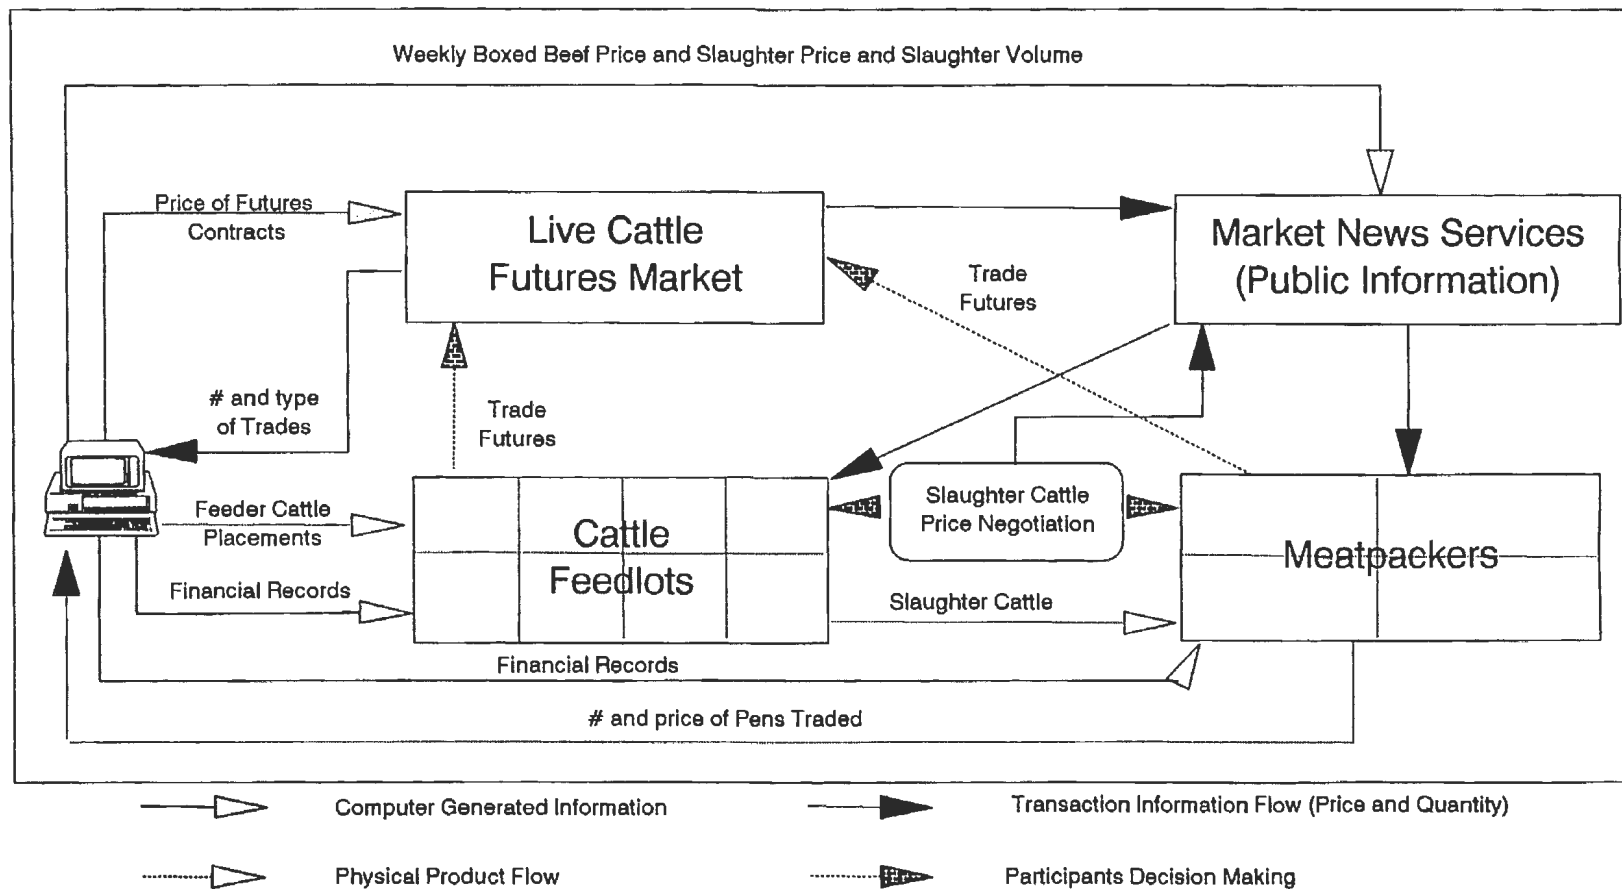 Weekly Boxed Beef Price and Slaughter Price and Slaughter Volume
Price of Futures
Contracts
Live Cattle
Futures Market
Trade
Futures
Market News Services
(Public Information)
# and type
of Trades
Trade
Futures
Feeder Cattle
Placements
Cattle
Feedlots
Slaughter Cattle
Price Negotiation
Meatpackers
Financial Records
Slaughter Cattle
Financial Records
# and price of Pens Traded
Computer Generated Information
Transaction Information Flow (Price and Quantity)
Physical Product Flow
Participants Decision Making